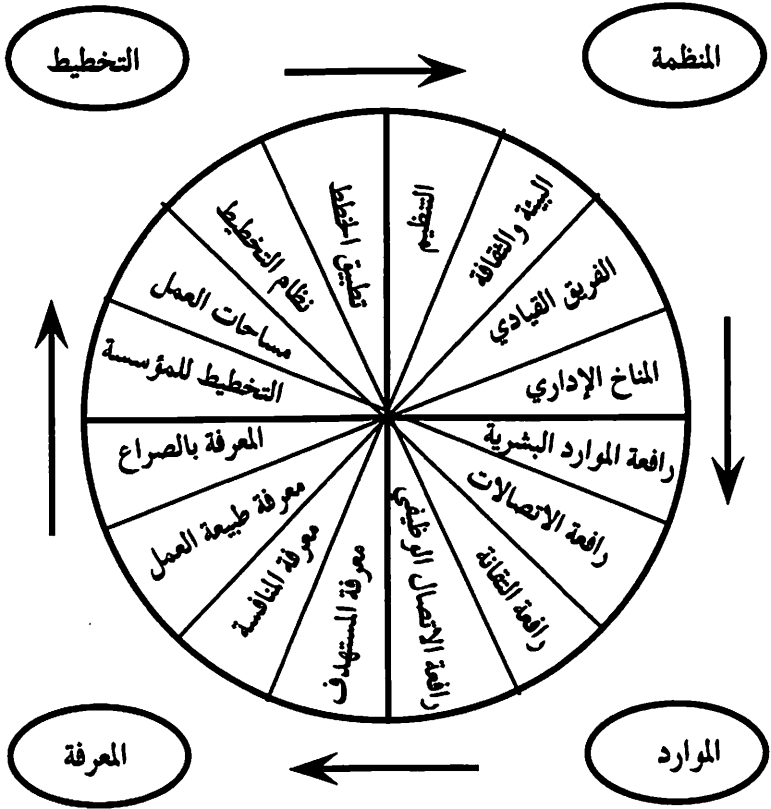 التخطيط
المنظمة
التنظيم
البيئة والثقافة
الفريق القيادي
المناخ الإداري
رافعة الموارد البشرية
رافعة الاتصالات
رافعة التقانة
رافعة الاتصال الوظيفي
معرفة المستهدف
معرفة المنافسة
معرفة طبيعة العمل
المعرفة بالصراع
التخطيط للمؤسسة
مساحات العمل
نظام التخطيط
تطبيق الخطط
الموارد
المعرفة